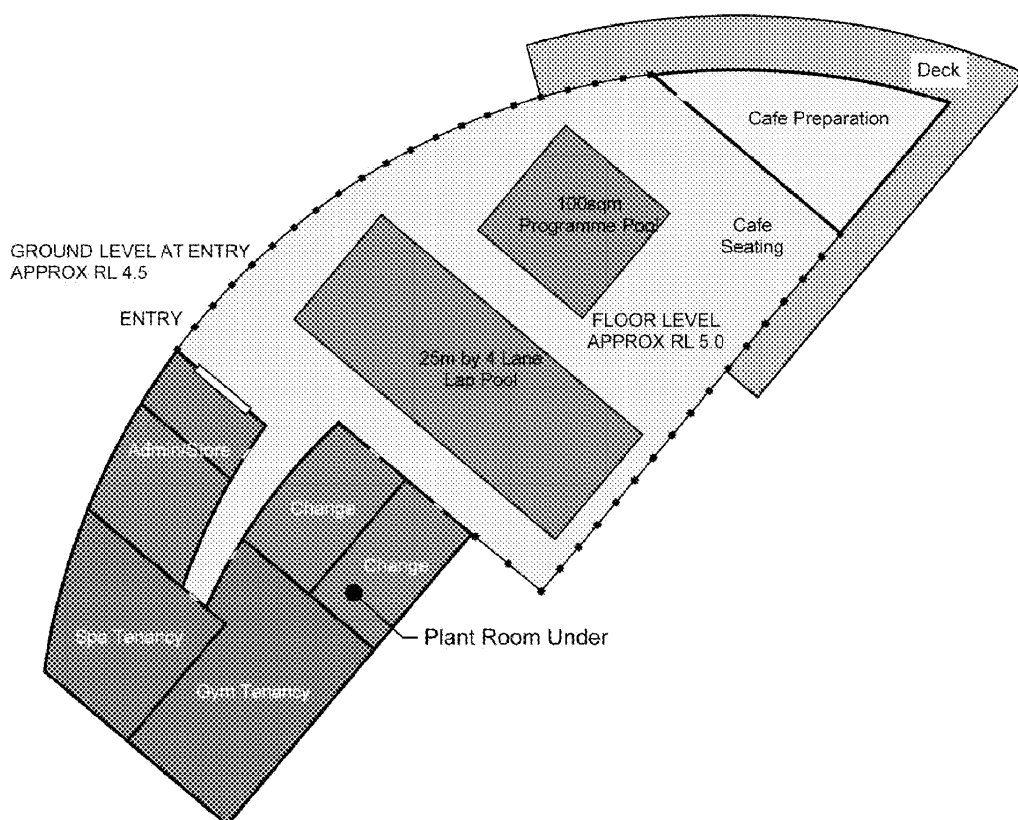 Deck
Cafe Preparation
100sqm
Programme Pool
Cafe
Seating
GROUND LEVEL AT ENTRY
APPROX RL 4.5
ENTRY
FLOOR LEVEL
APPROX RL 5.0
25m by 4 Lane
Lap Pool
Admin/Store
Change
Change
Plant Room Under
Spa Tenancy
Gym Tenancy